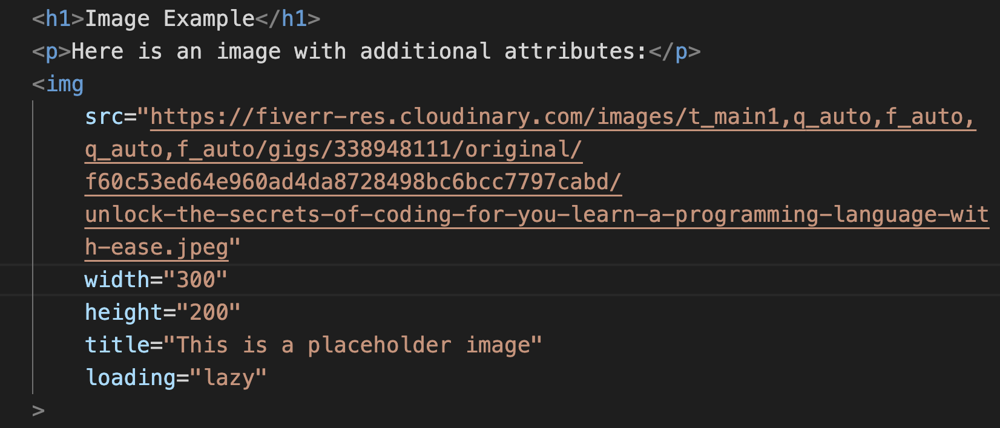 <h1>Image Example</h1>
<p>Here is an image with additional attributes:</p>
<img
src="https://fiverr-res.cloudinary.com/images/t_main1,q_auto,f_auto,
q_auto,f_auto/gigs/338948111/original/
f60c53ed64e960ad4da8728498bc6bcc7797cabd/
unlock-the-secrets-of-coding-for-you-learn-a-programming-language-wit
h-ease.jpeg"
width="300"
height="200"
title="This is a placeholder image"
loading="lazy"
>